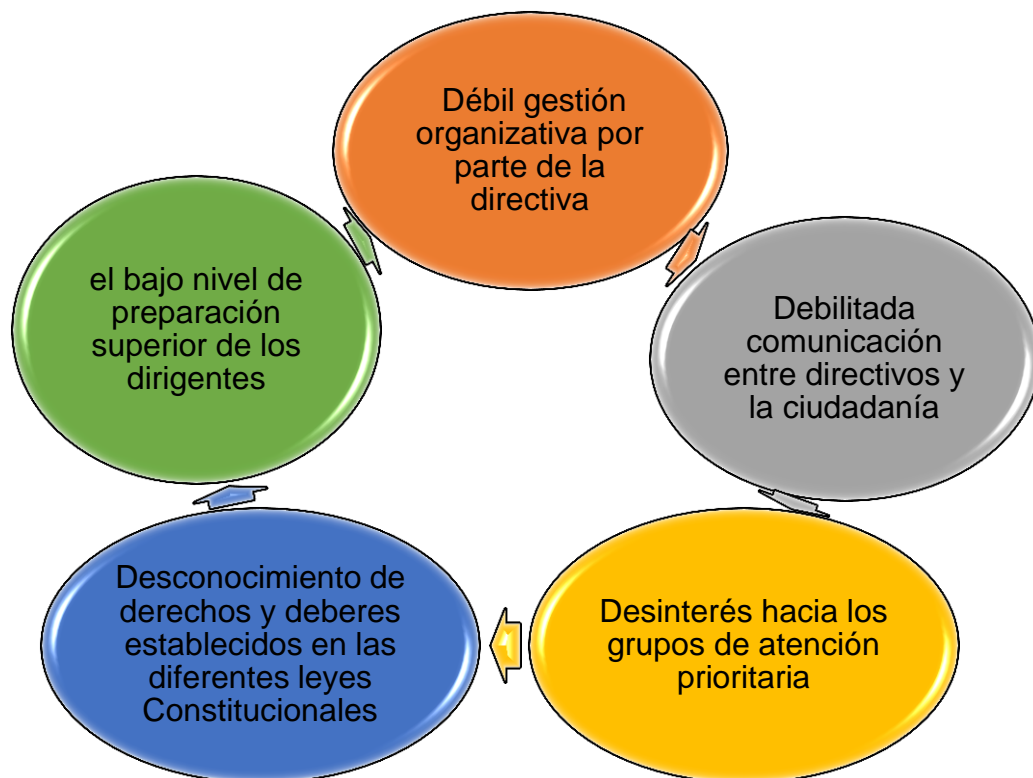 Débil gestión
organizativa por
parte de la
directiva
Debilitada
comunicación
entre directivos y
la ciudadanía
Desinterés hacia los
grupos de atención
prioritaria
Desconocimiento de
derechos y deberes
establecidos en las
diferentes leyes
Constitucionales
el bajo nivel de
preparación
superior de los
dirigentes